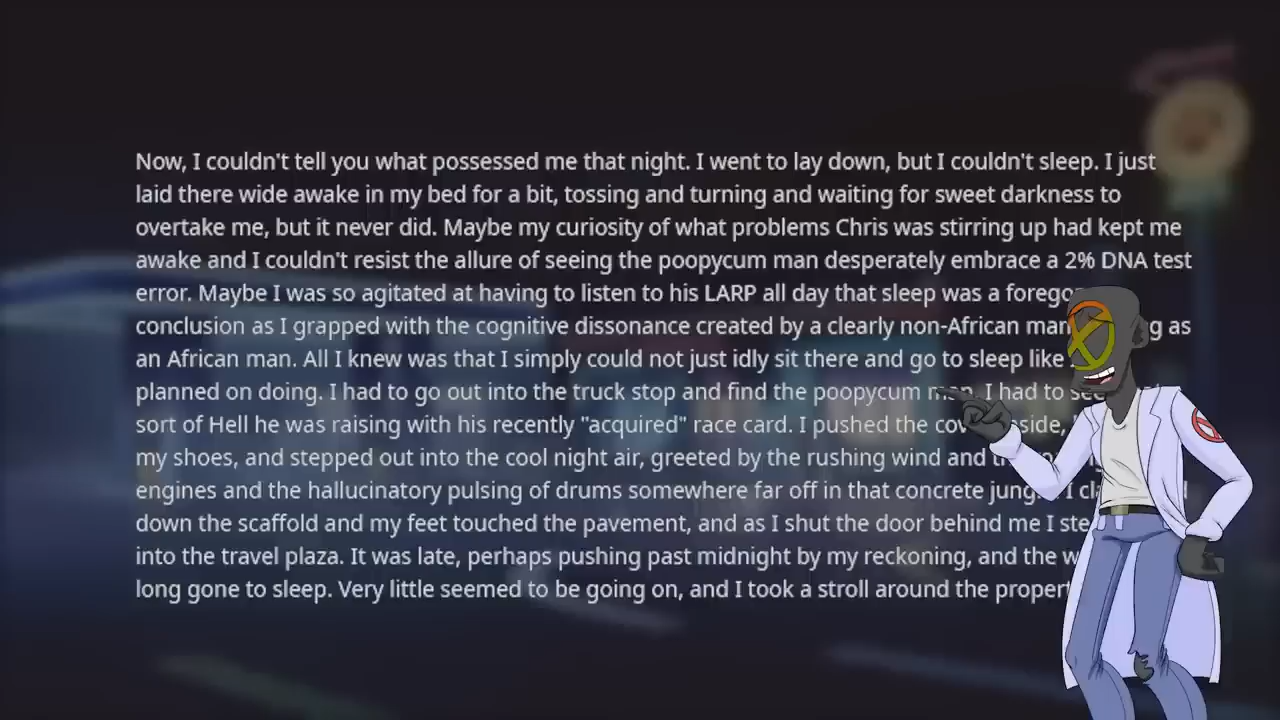 Now, I couldn't tell you what possessed me that night. I went to lay down, but I couldn't sleep. I just
laid there wide awake in my bed for a bit, tossing and turning and waiting for sweet darkness to
overtake me, but it never did. Maybe my curiosity of what problems Chris was stirring up had kept me
awake and I couldn't resist the allure of seeing the poopycum man desperately embrace a 2% DNA test
error. Maybe I was so agitated at having to listen to his LARP all day that sleep was a
conclusion as I grapped with the cognitive dissonance created by a clearly non-African man as
an African man. All I knew was that I simply could not just idly sit there and go to sleep like
planned on doing. I had to go out into the truck stop and find the poopycum man. I had to
sort of Hell he was raising with his recently "acquired" race card. I pushed the
my shoes, and stepped out into the cool night air, greeted by the rushing wind and
engines and the hallucinatory pulsing of drums somewhere far off in that concrete I
down the scaffold and my feet touched the pavement, and as I shut the door behind me I
into the travel plaza. It was late, perhaps pushing past midnight by my reckoning, and the
long gone to sleep. Very little seemed to be going on, and I took a stroll around the